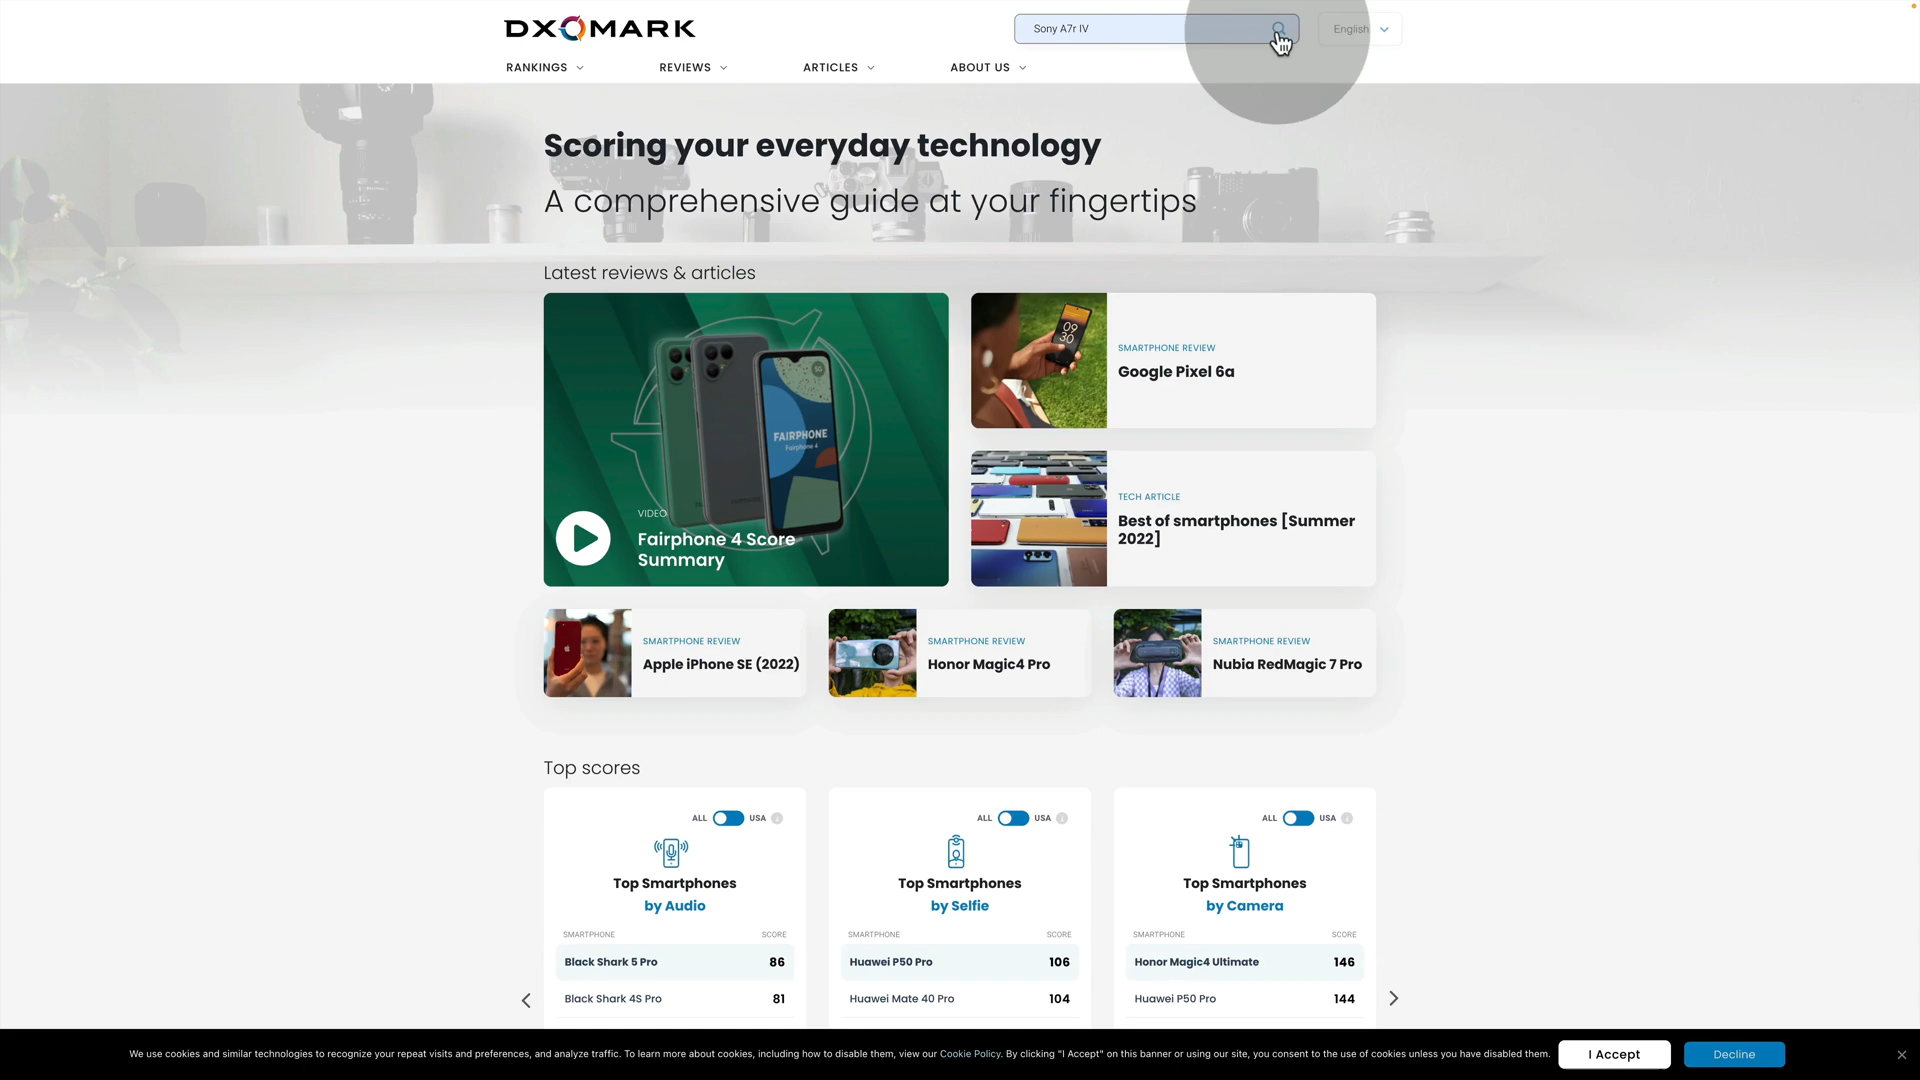 DXOMARK
Sony A7r IV
English
RANKINGS
REVIEWS
ARTICLES
ABOUT US
Scoring your everyday technology
A comprehensive guide at your fingertips
Latest reviews & articles
FAIRPHONE
Fairphone 4
5G
VIDEO
Fairphone 4 Score
Summary
09
30
SMARTPHONE REVIEW
Google Pixel 6a
TECH ARTICLE
Best of smartphones [Summer
2022]
SMARTPHONE REVIEW
Apple iPhone SE (2022)
SMARTPHONE REVIEW
Honor Magic4 Pro
SMARTPHONE REVIEW
Nubia RedMagic 7 Pro
Top scores
ALL USA i
Top Smartphones
by Audio
SMARTPHONE SCORE
Black Shark 5 Pro 86
Black Shark 4S Pro 81
ALL USA i
Top Smartphones
by Selfie
SMARTPHONE SCORE
Huawei P50 Pro 106
Huawei Mate 40 Pro 104
ALL USA i
Top Smartphones
by Camera
SMARTPHONE SCORE
Honor Magic4 Ultimate 146
Huawei P50 Pro 144
We use cookies and similar technologies to recognize your repeat visits and preferences, and analyze traffic. To learn more about cookies, including how to disable them, view our Cookie Policy. By clicking "I Accept" on this banner or using our site, you consent to the use of cookies unless you have disabled them.
I Accept
Decline